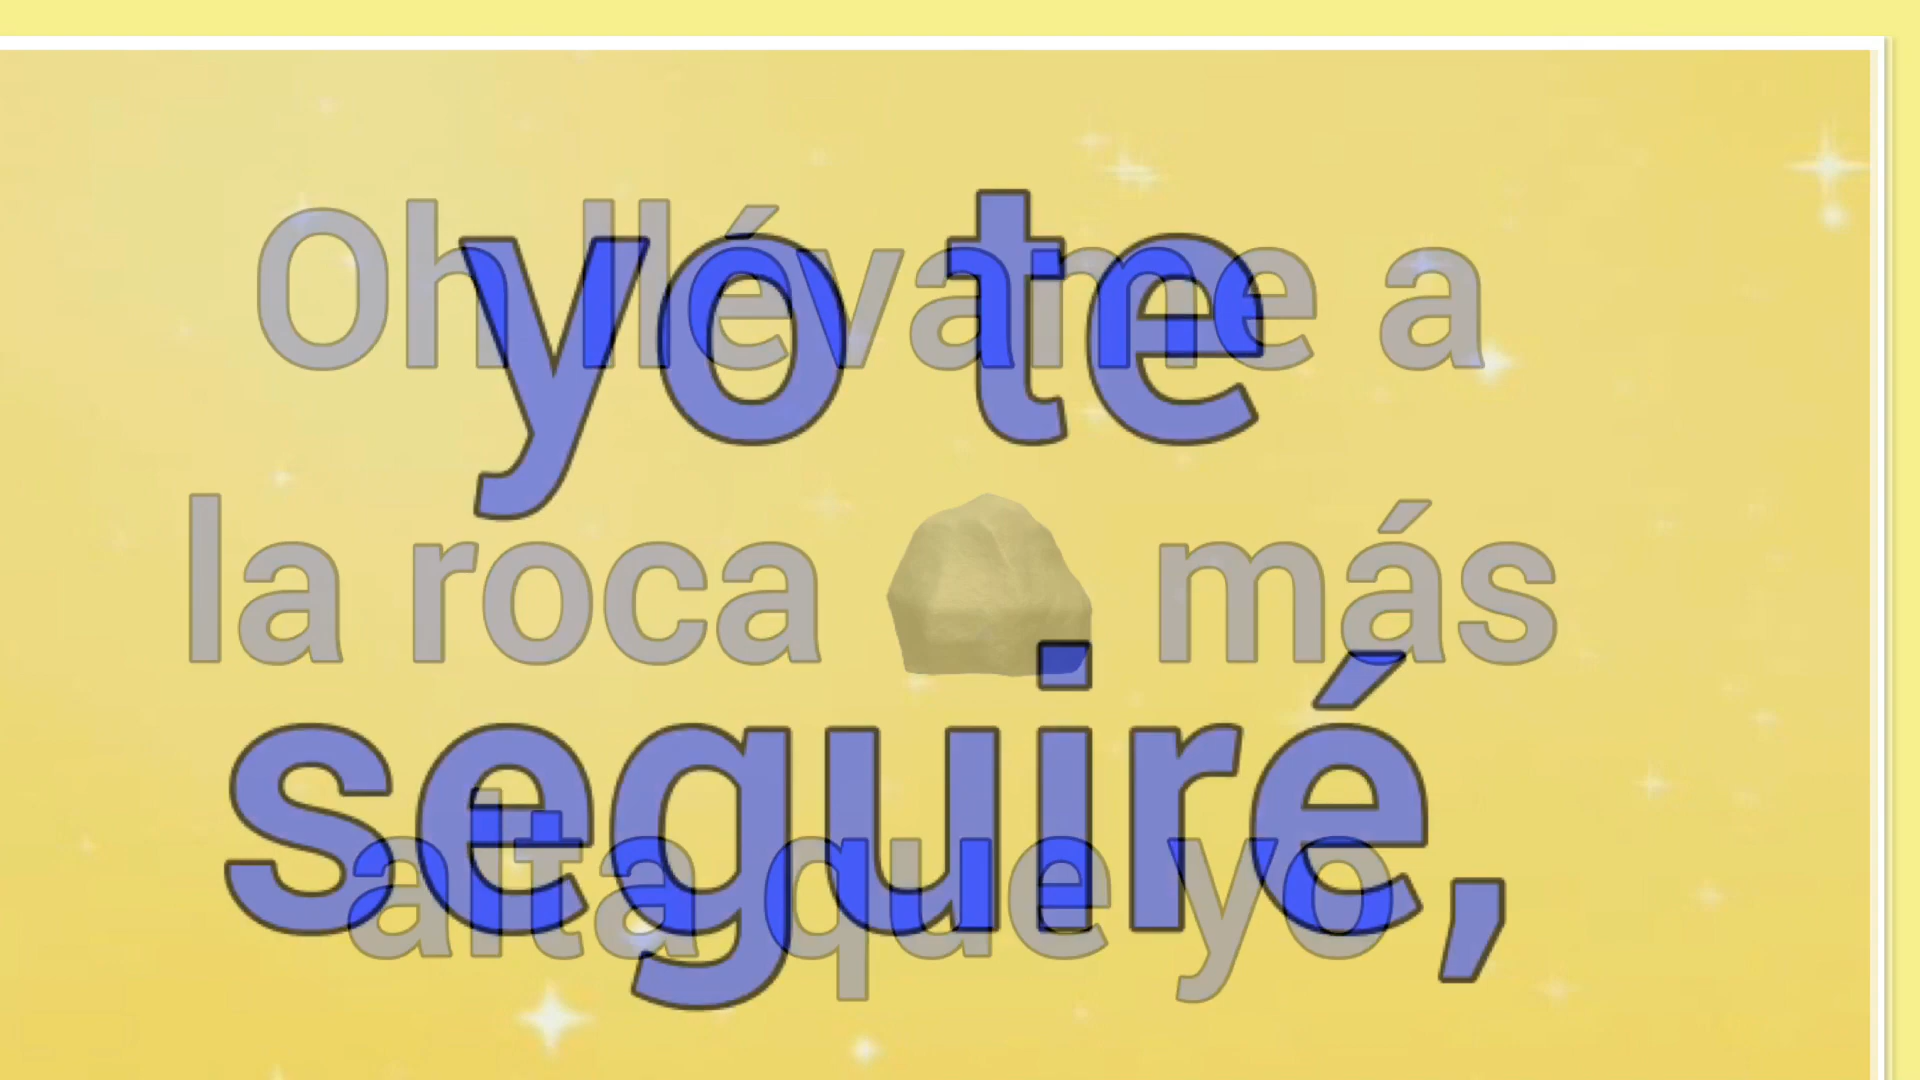 yo te
seguiré,
Oh llévame a
la roca más
alta que yo